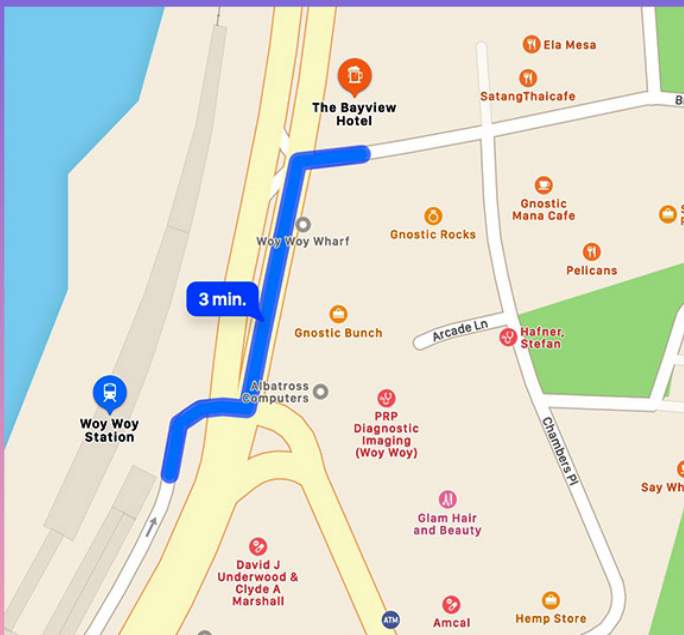 Ela Mesa
SatangThaicafe
The Bayview
Hotel
Gnostic
Mana Cafe
Gnostic Rocks
Woy Woy Wharf
Pelicans
3 min.
Gnostic Bunch
Arcade Ln
Hafner,
Stefan
Albatross
Computers
Woy Woy
Station
PRP
Diagnostic
Imaging
(Woy Woy)
Chambers Pl
Say Wh
Glam Hair
and Beauty
David J
Underwood &
Clyde A
Marshall
ATM
Amcal
Hemp Store